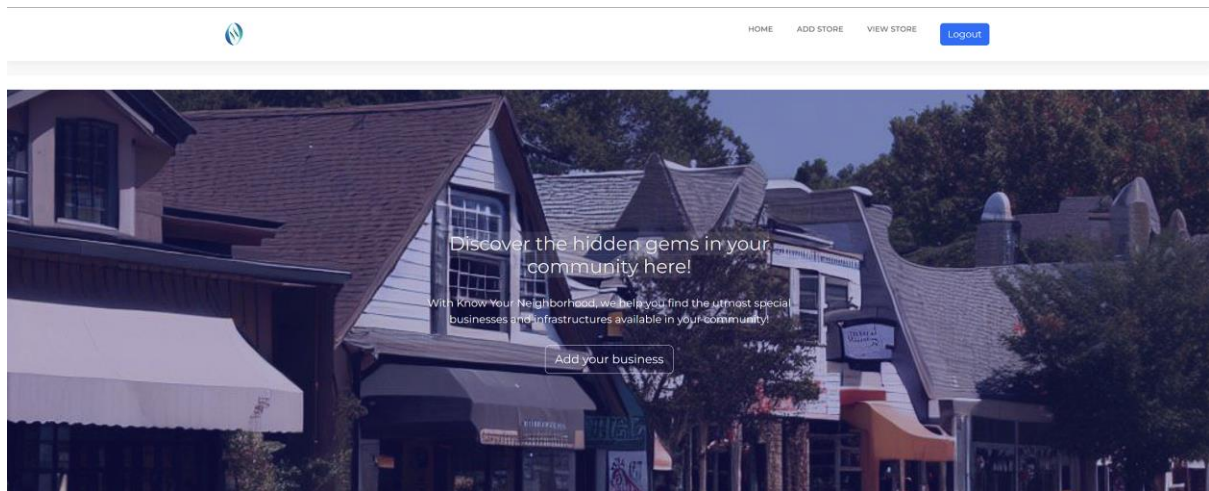 HOME ADD STORE VIEW STORE Logout
Discover the hidden gems in your
community here!
With Know Your Neighborhood, we help you find the utmost special
businesses and infrastructures available in your community!
Add your business